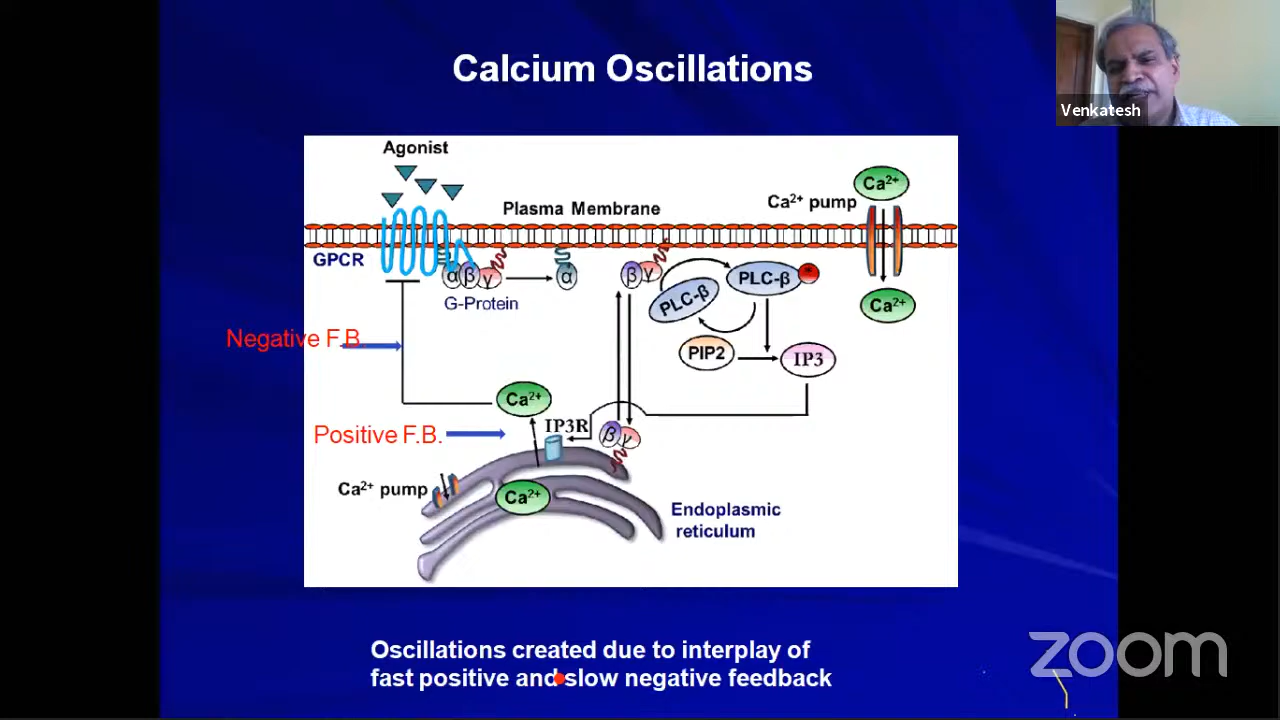 Calcium Oscillations
Venkatesh
Agonist
Ca²⁺
Ca²⁺ pump
Plasma Membrane
GPCR
α β γ
α
β γ
PLC-β
PLC-β
*
G-Protein
Ca²⁺
Negative F.B.
PIP2
IP3
Ca²⁺
IP3R
Positive F.B.
β γ
Ca²⁺ pump
Ca²⁺
Endoplasmic
reticulum
Oscillations created due to interplay of
fast positive and slow negative feedback
zoom